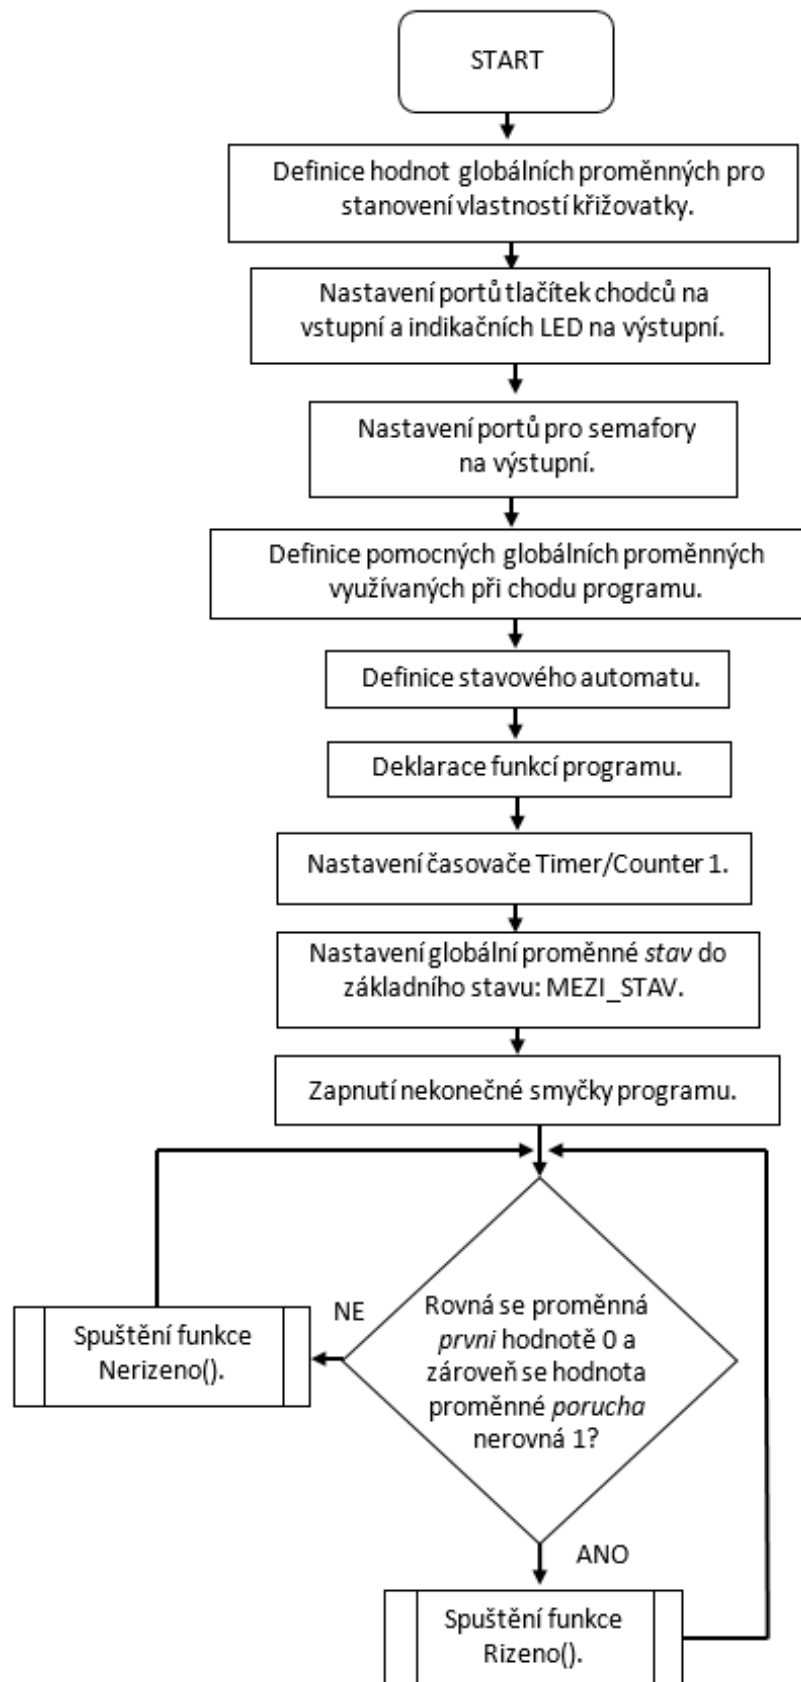 START
Definice hodnot globálních proměnných pro
stanovení vlastností křižovatky.
Nastavení portů tlačítek chodců na
vstupní a indikačních LED na výstupní.
Nastavení portů pro semafory
na výstupní.
Definice pomocných globálních proměnných
využívaných při chodu programu.
Definice stavového automatu.
Deklarace funkcí programu.
Nastavení časovače Timer/Counter 1.
Nastavení globální proměnné stav do
základního stavu: MEZI_STAV.
Zapnutí nekonečné smyčky programu.
NE
Spuštění funkce
Nerizeno().
Rovná se proměnná
prvni hodnotě 0 a
zároveň se hodnota
proměnné porucha
nerovná 1?
ANO
Spuštění funkce
Rizeno().